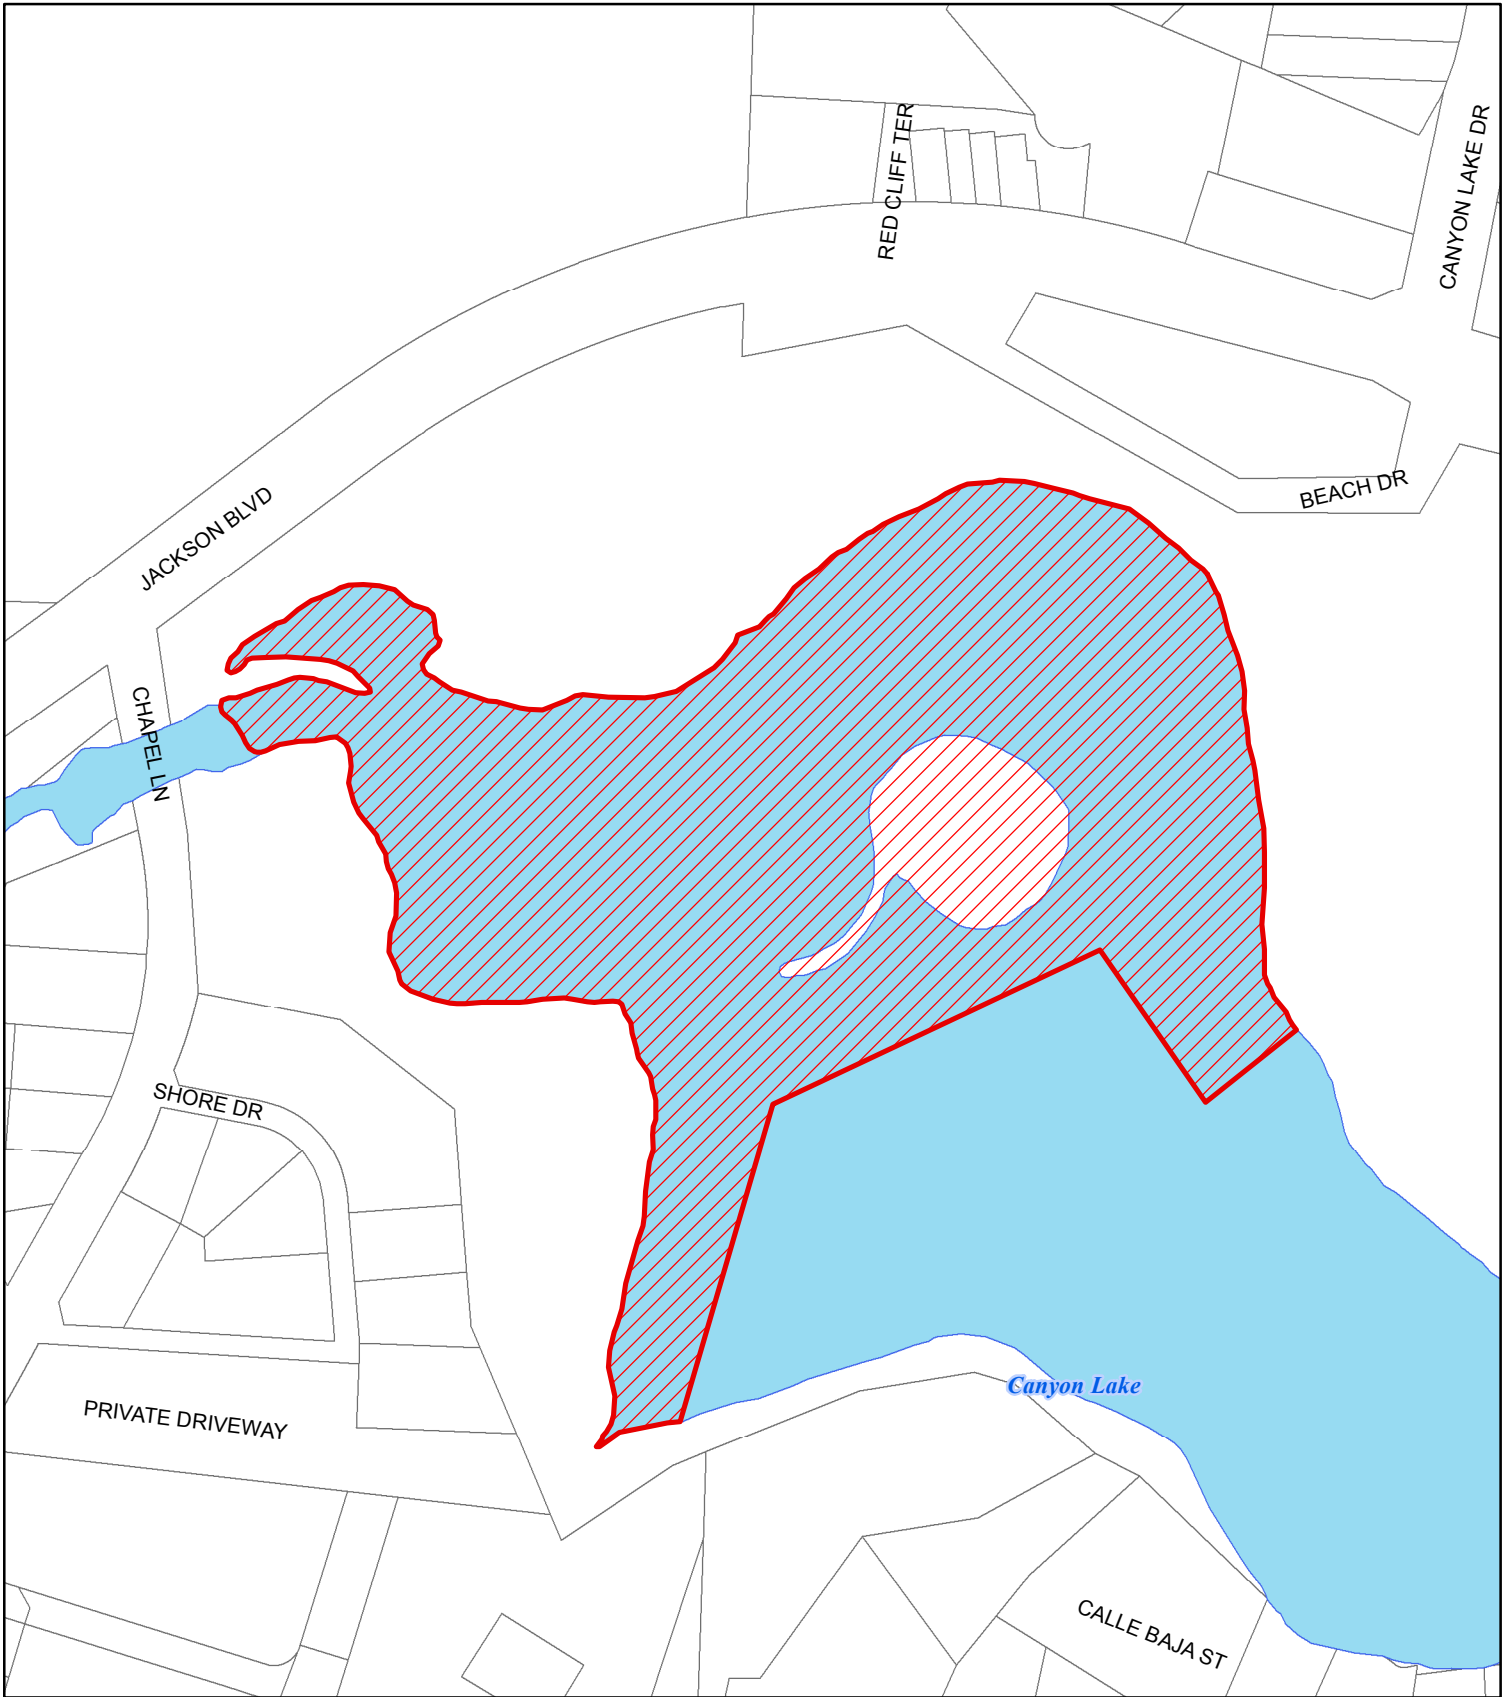 RED CLIFF TER
CANYON LAKE DR
BEACH DR
JACKSON BLVD
CHAPEL LN
SHORE DR
Canyon Lake
PRIVATE DRIVEWAY
CALLE BAJA ST